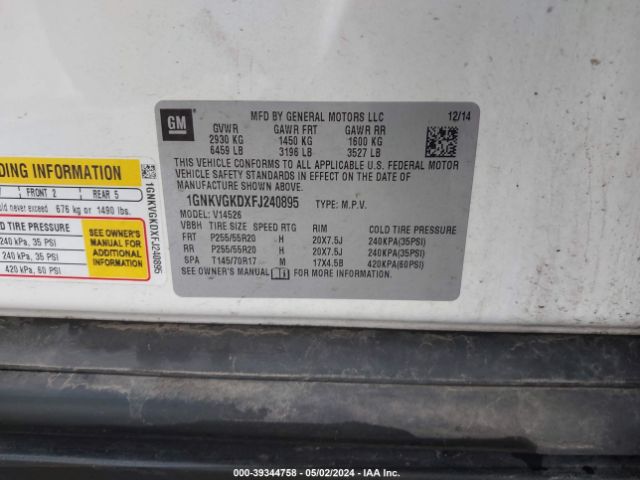 GM
MFD BY GENERAL MOTORS LLC 12/14
GVWR GAWR FRT GAWR RR
2930 KG 1450 KG 1600 KG
6459 LB 3196 LB 3527 LB
THIS VEHICLE CONFORMS TO ALL APPLICABLE U.S. FEDERAL MOTOR
VEHICLE SAFETY STANDARDS IN EFFECT ON THE DATE OF
MANUFACTURE SHOWN ABOVE.
1GNKVGKDXFJ240895 TYPE: M.P.V.
MODEL: V14526
VBBH TIRE SIZE SPEED RTG RIM COLD TIRE PRESSURE
FRT P255/55R20 H 20X7.5J 240KPA(35PSI)
RR P255/55R20 H 20X7.5J 240KPA(35PSI)
SPA T145/70R17 M 17X4.5B 420KPA(60PSI)
SEE OWNER'S MANUAL FOR MORE INFORMATION.
DING INFORMATION
FRONT 2 REAR 5
ould never exceed 676 kg or 1490 lbs.
240 kPa, 35 PSI
240 kPa, 35 PSI
420 kPa, 60 PSI
SEE OWNER'S
MANUAL FOR
ADDITIONAL
INFORMATION
1GNKVGKDXFJ240895
000-39344758 - 05/02/2024 - IAA Inc.